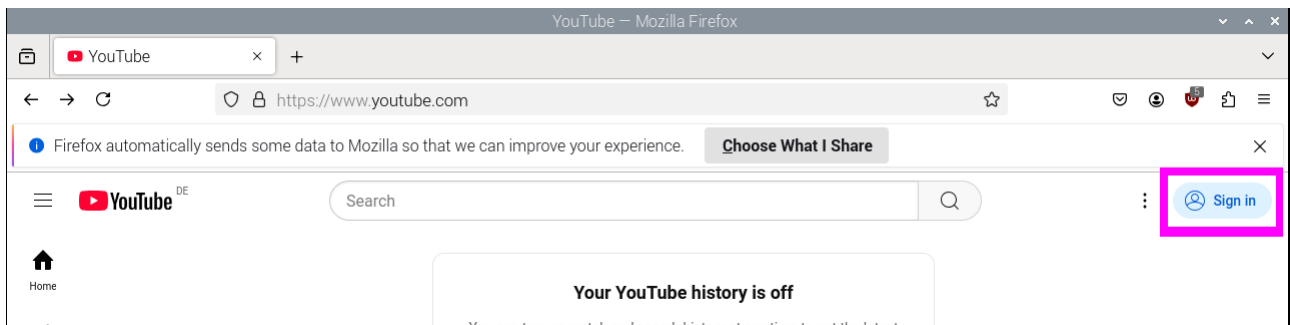 YouTube — Mozilla Firefox
YouTube
https://www.youtube.com
5
Firefox automatically sends some data to Mozilla so that we can improve your experience. Choose What I Share
YouTube DE
Search
Sign in
Home
Your YouTube history is off